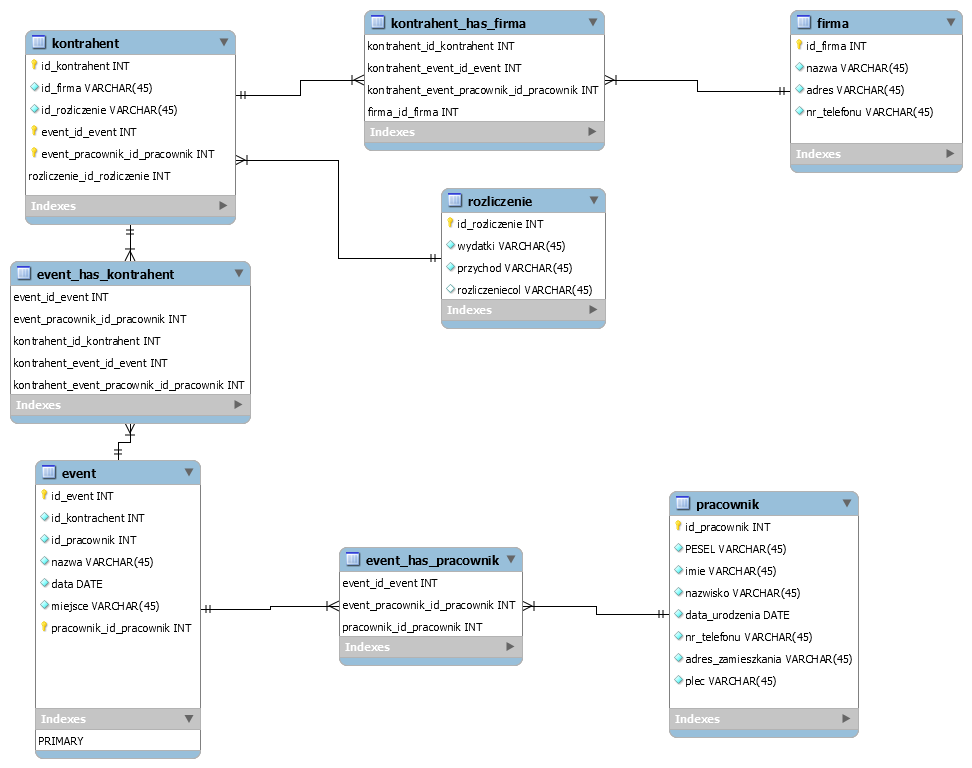 kontrahent
id_kontrahent INT
id_firma VARCHAR(45)
id_rozliczenie VARCHAR(45)
event_id_event INT
event_pracownik_id_pracownik INT
rozliczenie_id_rozliczenie INT
Indexes
kontrahent_has_firma
kontrahent_id_kontrahent INT
kontrahent_event_id_event INT
kontrahent_event_pracownik_id_pracownik INT
firma_id_firma INT
Indexes
firma
id_firma INT
nazwa VARCHAR(45)
adres VARCHAR(45)
nr_telefonu VARCHAR(45)
Indexes
rozliczenie
id_rozliczenie INT
wydatki VARCHAR(45)
przychod VARCHAR(45)
rozliczeniecol VARCHAR(45)
Indexes
event_has_kontrahent
event_id_event INT
event_pracownik_id_pracownik INT
kontrahent_id_kontrahent INT
kontrahent_event_id_event INT
kontrahent_event_pracownik_id_pracownik INT
Indexes
event
id_event INT
id_kontrachent INT
id_pracownik INT
nazwa VARCHAR(45)
data DATE
miejsce VARCHAR(45)
pracownik_id_pracownik INT
Indexes
PRIMARY
event_has_pracownik
event_id_event INT
event_pracownik_id_pracownik INT
pracownik_id_pracownik INT
Indexes
pracownik
id_pracownik INT
PESEL VARCHAR(45)
imie VARCHAR(45)
nazwisko VARCHAR(45)
data_urodzenia DATE
nr_telefonu VARCHAR(45)
adres_zamieszkania VARCHAR(45)
plec VARCHAR(45)
Indexes